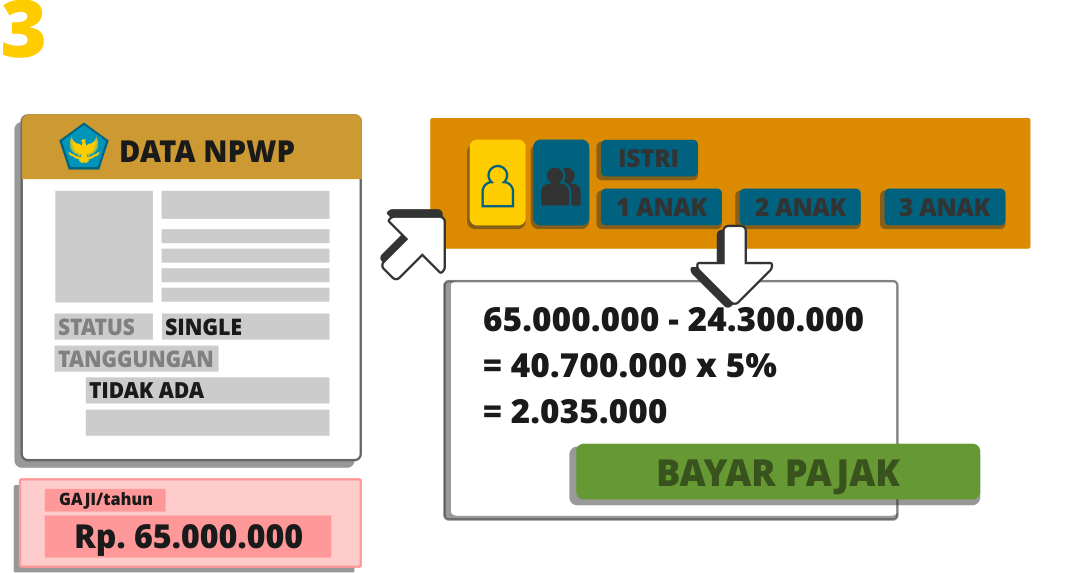 3
DATA NPWP
STATUS SINGLE
TANGGUNGAN
TIDAK ADA
GAJI/tahun
Rp. 65.000.000
ISTRI
1 ANAK 2 ANAK 3 ANAK
65.000.000 - 24.300.000
= 40.700.000 x 5%
= 2.035.000
BAYAR PAJAK